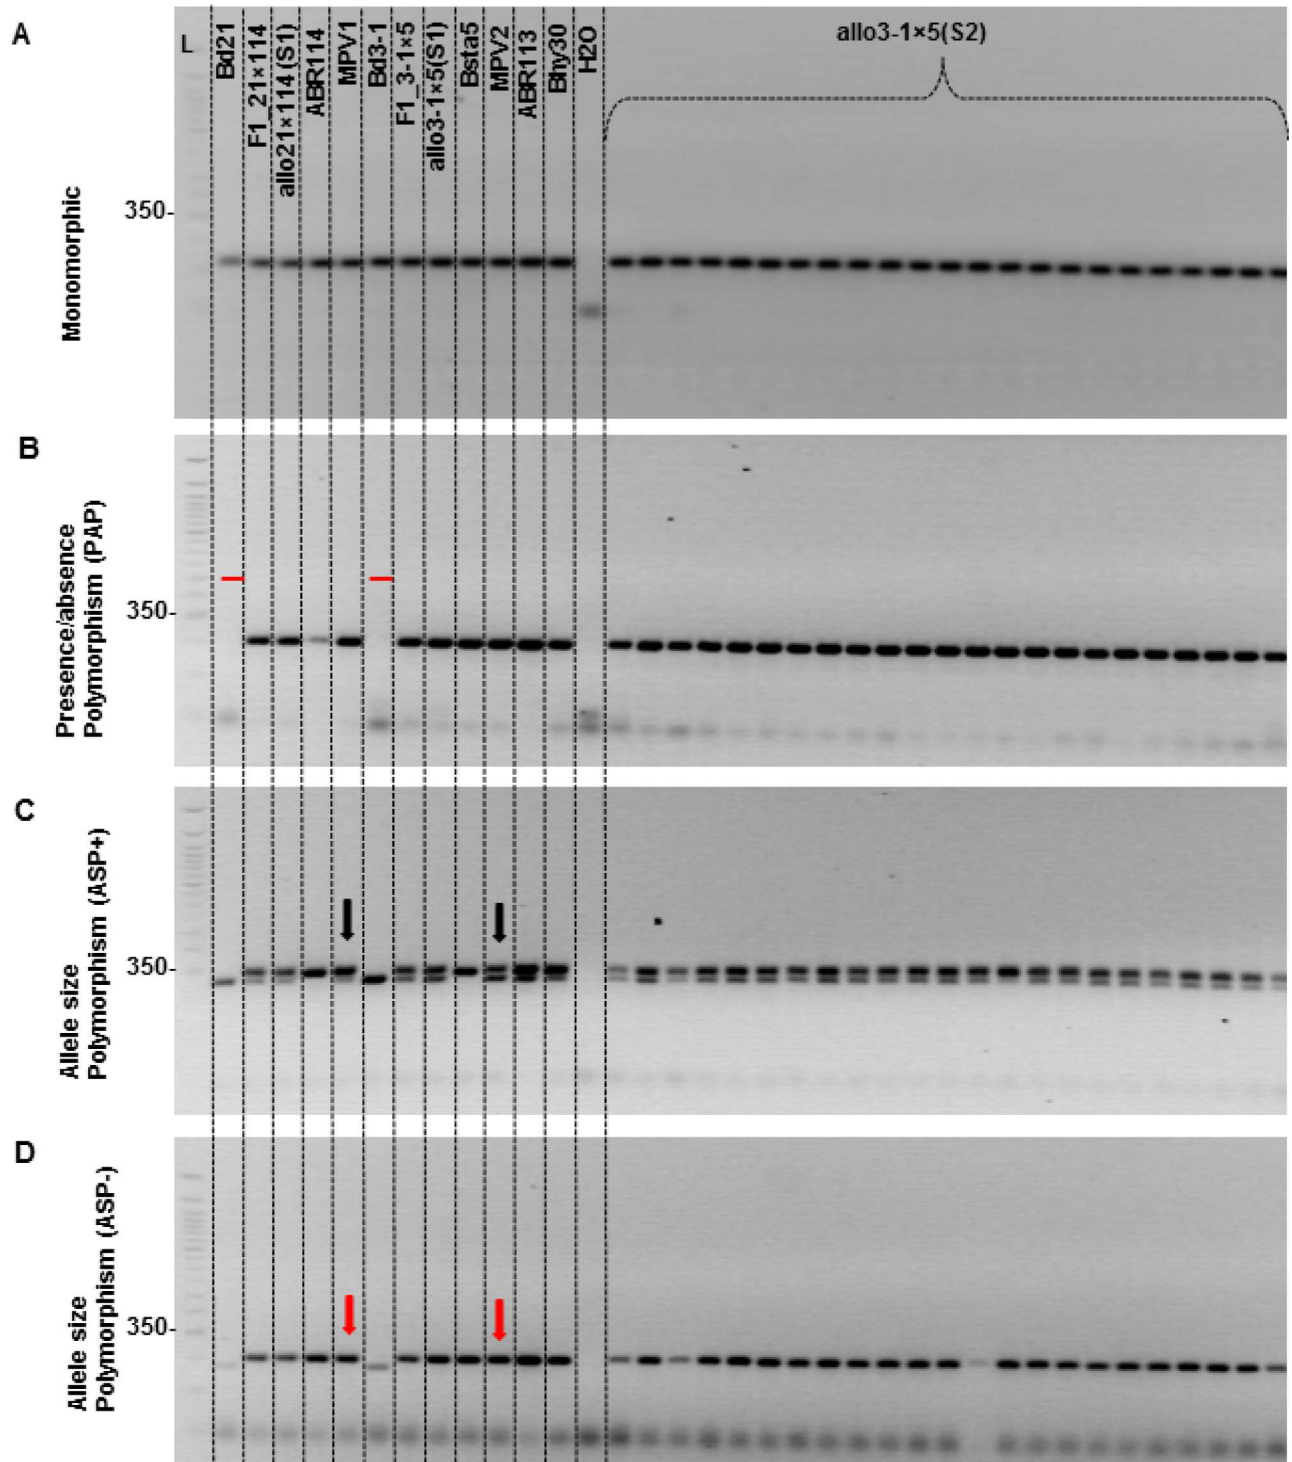 A
L
Bd21
F1_21×114
allo21×114 (S1)
ABR114
MPV1
Bd3-1
F1_3-1×5
allo3-1×5(S1)
Bsta5
MPV2
ABR113
Bhy30
H2O
allo3-1×5(S2)
Monomorphic
350-
B
Presence/absence
Polymorphism (PAP)
350-
C
Allele size
Polymorphism (ASP+)
350-
D
Allele size
Polymorphism (ASP-)
350-